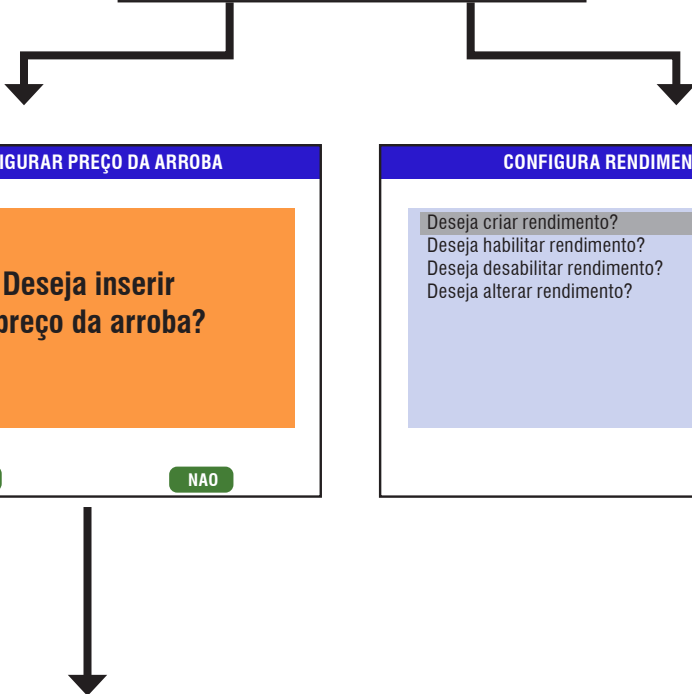 IGURAR PREÇO DA ARROBA
Deseja inserir
preço da arroba?
NAO
CONFIGURA RENDIMEN
Deseja criar rendimento?
Deseja habilitar rendimento?
Deseja desabilitar rendimento?
Deseja alterar rendimento?